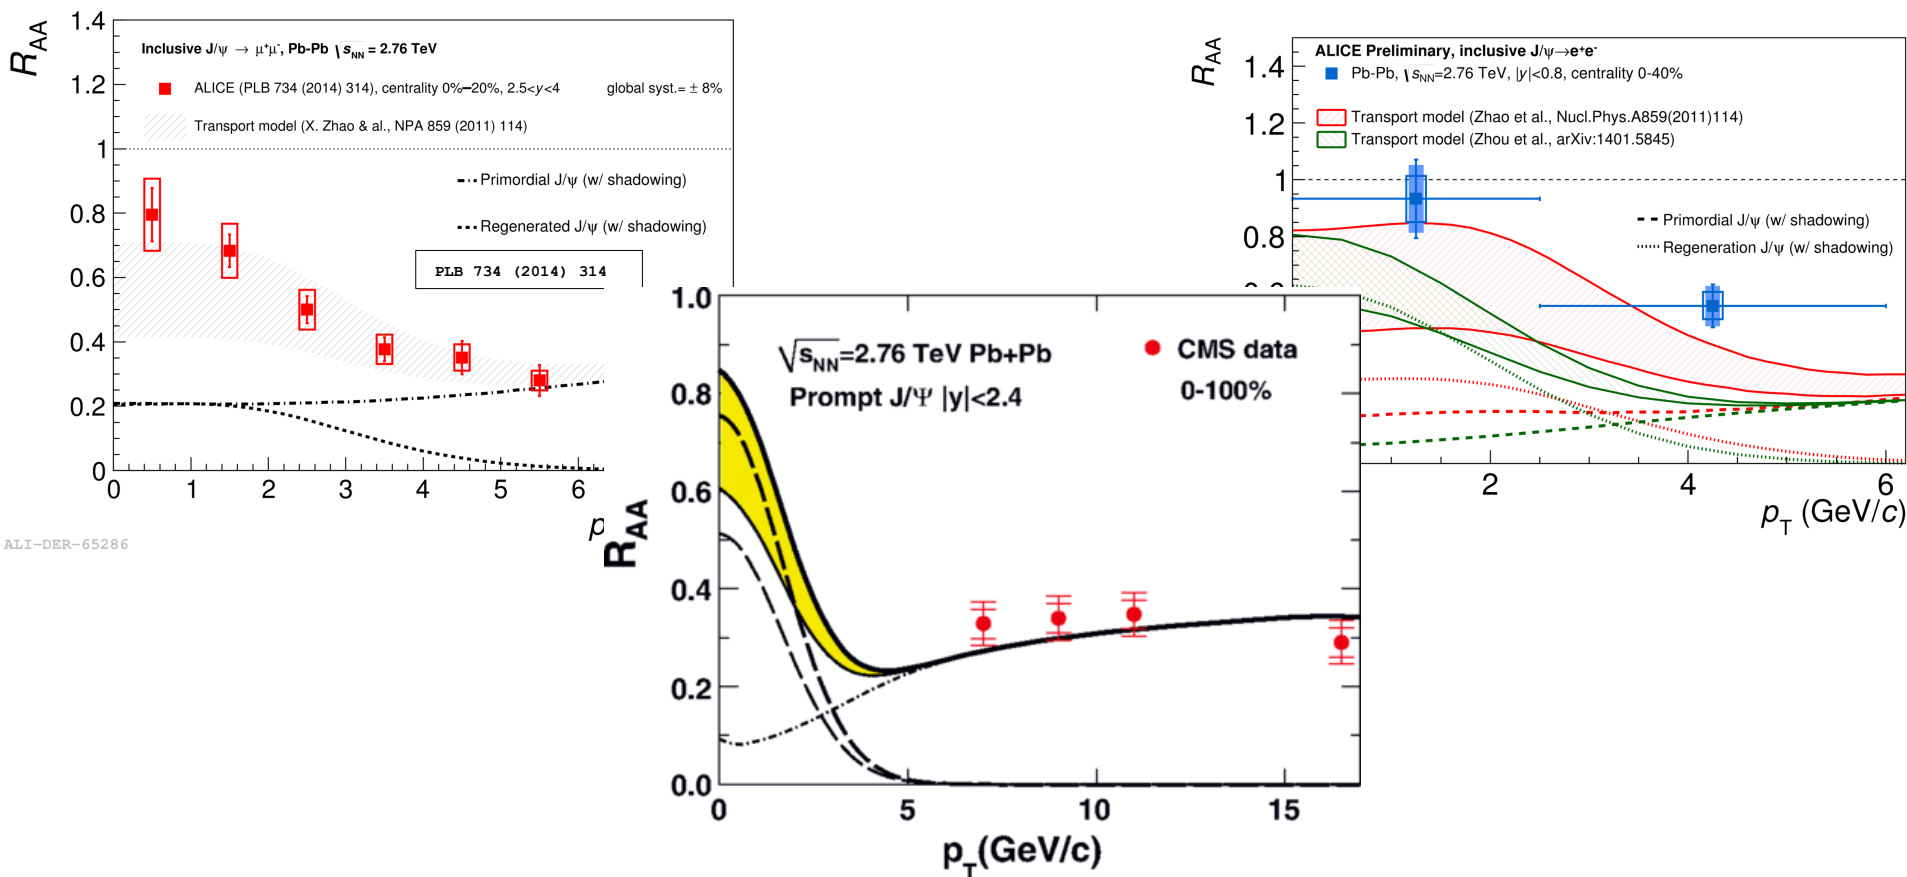 1.4
1.2
1
0.8
0.6
0.4
0.2
0
R_AA
Inclusive J/ψ → μ⁺μ⁻, Pb-Pb √s_NN = 2.76 TeV
ALICE (PLB 734 (2014) 314), centrality 0%−20%, 2.5<y<4 global syst.= ± 8%
Transport model (X. Zhao & al., NPA 859 (2011) 114)
Primordial J/ψ (w/ shadowing)
Regenerated J/ψ (w/ shadowing)
PLB 734 (2014) 314
0 1 2 3 4 5 6
p
ALI-DER-65286
1.0
0.8
0.6
0.4
0.2
0.0
R_AA
√s_NN=2.76 TeV Pb+Pb
Prompt J/Ψ |y|<2.4
CMS data
0-100%
0 5 10 15
p_T(GeV/c)
R_AA
1.4
1.2
1
0.8
ALICE Preliminary, inclusive J/ψ→e⁺e⁻
Pb-Pb, √s_NN=2.76 TeV, |y|<0.8, centrality 0-40%
Transport model (Zhao et al., Nucl.Phys.A859(2011)114)
Transport model (Zhou et al., arXiv:1401.5845)
Primordial J/ψ (w/ shadowing)
Regeneration J/ψ (w/ shadowing)
2 4 6
p_T (GeV/c)